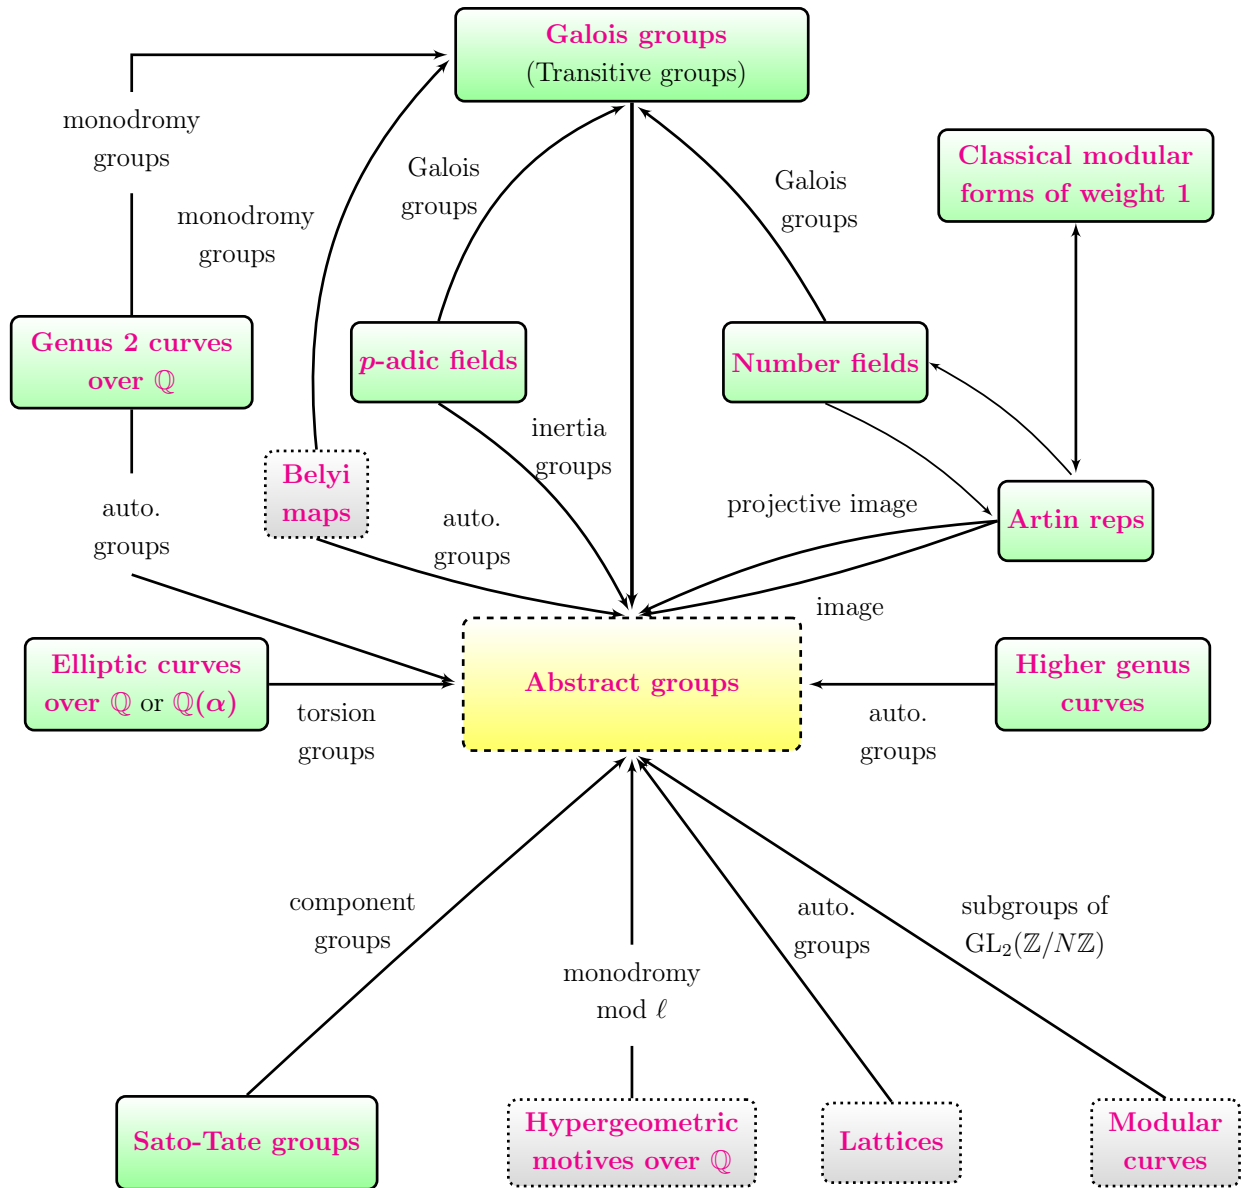 Galois groups
(Transitive groups)
monodromy
groups
Galois
groups
Galois
groups
Classical modular
forms of weight 1
monodromy
groups
Genus 2 curves
over ℚ
p-adic fields
Number fields
inertia
groups
Belyi
maps
auto.
groups
auto.
groups
projective image
Artin reps
image
Elliptic curves
over ℚ or ℚ(α)
torsion
groups
Abstract groups
Higher genus
curves
auto.
groups
component
groups
auto.
groups
subgroups of
GL₂(ℤ/Nℤ)
monodromy
mod ℓ
Sato-Tate groups
Hypergeometric
motives over ℚ
Lattices
Modular
curves